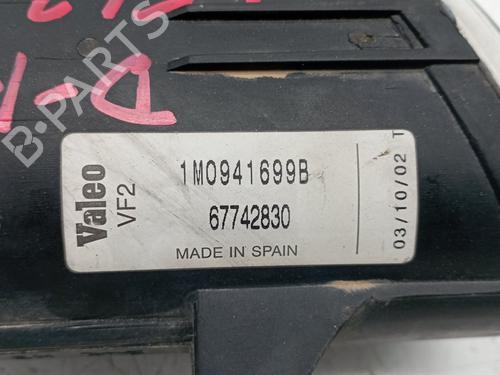 B-PARTS
Valeo
VF2
1M0941699B
67742830
MADE IN SPAIN
03/10/02 T